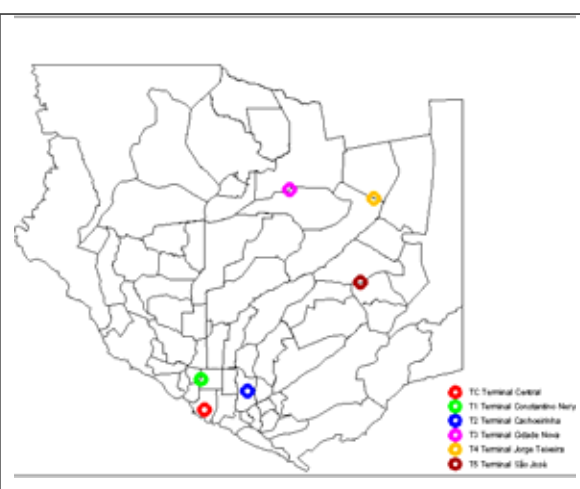 TC Terminal Central
T1 Terminal Constantino Nery
T2 Terminal Cachoeirinha
T3 Terminal Cidade Nova
T4 Terminal Jorge Teixeira
T5 Terminal São José